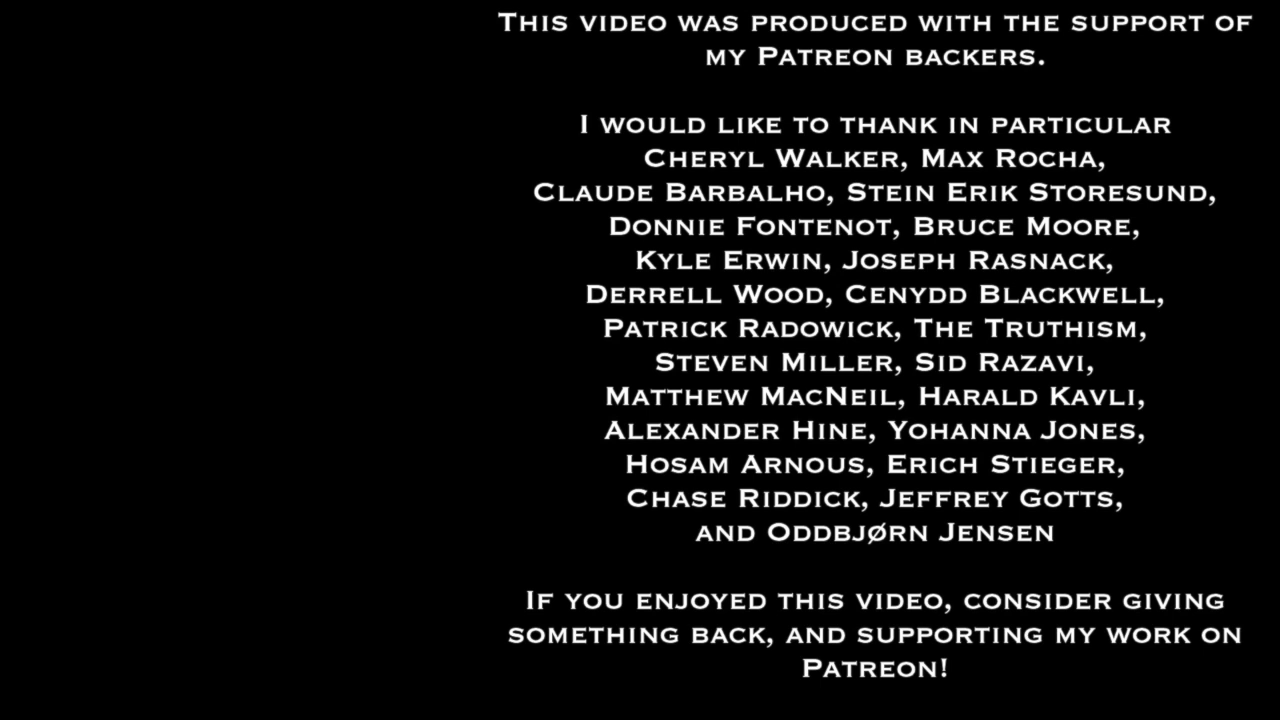 This video was produced with the support of
my Patreon backers.
I would like to thank in particular
Cheryl Walker, Max Rocha,
Claude Barbalho, Stein Erik Storesund,
Donnie Fontenot, Bruce Moore,
Kyle Erwin, Joseph Rasnack,
Derrell Wood, Cenydd Blackwell,
Patrick Radowick, The Truthism,
Steven Miller, Sid Razavi,
Matthew MacNeil, Harald Kavli,
Alexander Hine, Yohanna Jones,
Hosam Arnous, Erich Stieger,
Chase Riddick, Jeffrey Gotts,
and Oddbjørn Jensen
If you enjoyed this video, consider giving
something back, and supporting my work on
Patreon!